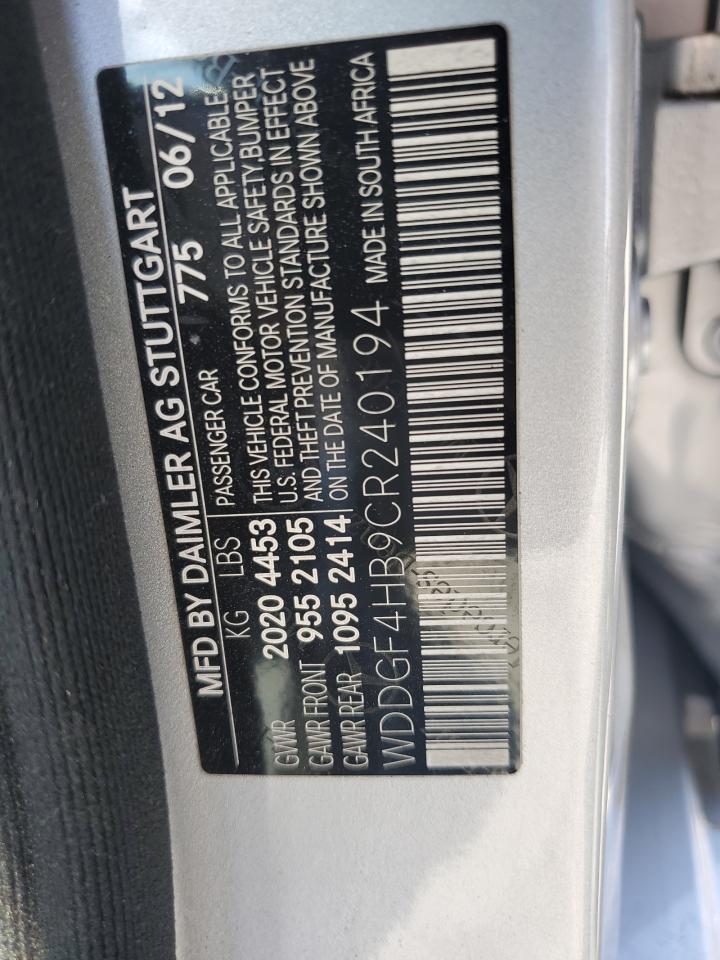 MFD BY DAIMLER AG STUTTGART
775 06/12
KG LBS PASSENGER CAR
GVWR 2020 4453 THIS VEHICLE CONFORMS TO ALL APPLICABLE
GAWR FRONT 955 2105 U.S. FEDERAL MOTOR VEHICLE SAFETY,BUMPER
AND THEFT PREVENTION STANDARDS IN EFFECT
GAWR REAR 1095 2414 ON THE DATE OF MANUFACTURE SHOWN ABOVE
WDDGF4HB9CR240194 MADE IN SOUTH AFRICA